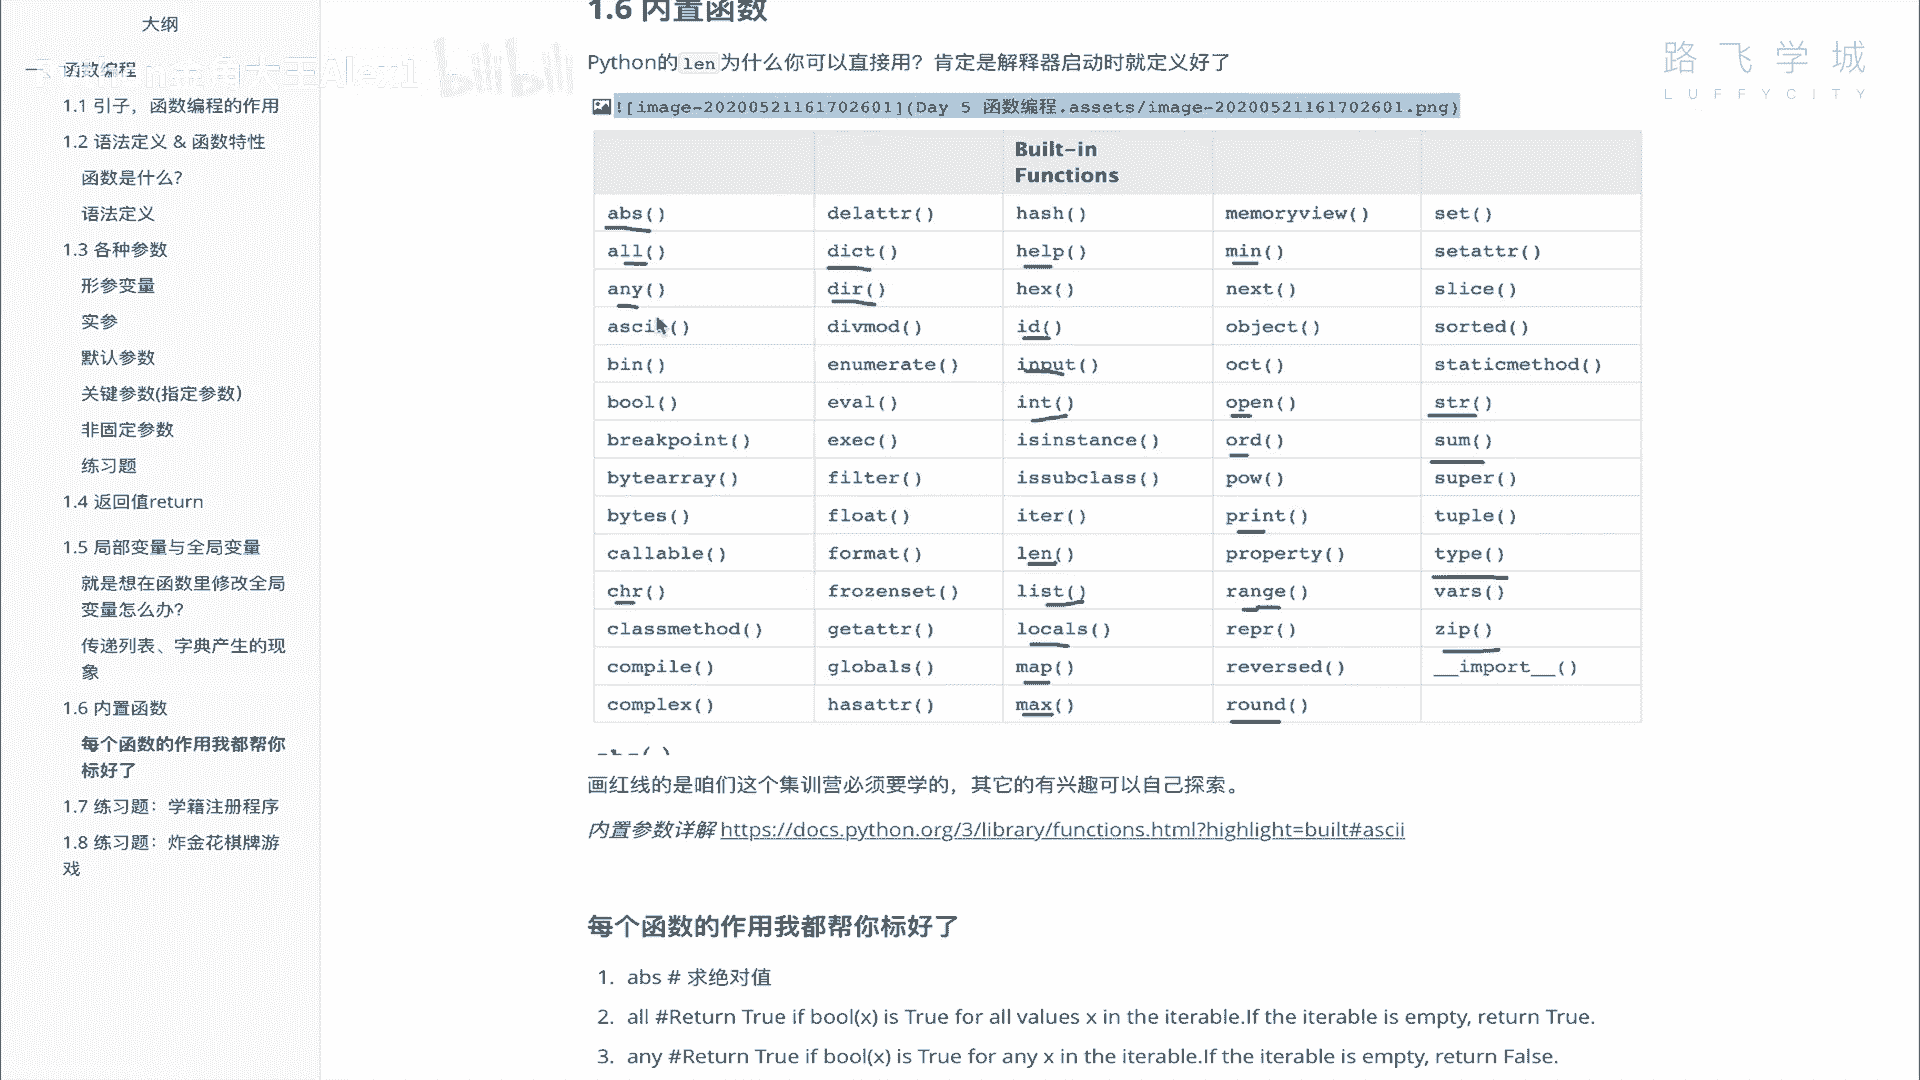 大纲
函数编程
1.1 引子，函数编程的作用
1.2 语法定义 & 函数特性
函数是什么?
语法定义
1.3 各种参数
形参变量
实参
默认参数
关键参数(指定参数)
非固定参数
练习题
1.4 返回值return
1.5 局部变量与全局变量
就是想在函数里修改全局
变量怎么办?
传递列表、字典产生的现
象
1.6 内置函数
每个函数的作用我都帮你
标好了
1.7 练习题：学籍注册程序
1.8 练习题：炸金花棋牌游
戏
bilibili
路飞学城
LUFFYCITY
1.6 内置函数
Python的len为什么你可以直接用？肯定是解释器启动时就定义好了
![image-20200521161702601](Day 5 函数编程.assets/image-20200521161702601.png)
Built-in
Functions
abs() delattr() hash() memoryview() set()
all() dict() help() min() setattr()
any() dir() hex() next() slice()
ascii() divmod() id() object() sorted()
bin() enumerate() input() oct() staticmethod()
bool() eval() int() open() str()
breakpoint() exec() isinstance() ord() sum()
bytearray() filter() issubclass() pow() super()
bytes() float() iter() print() tuple()
callable() format() len() property() type()
chr() frozenset() list() range() vars()
classmethod() getattr() locals() repr() zip()
compile() globals() map() reversed() __import__()
complex() hasattr() max() round()
画红线的是咱们这个集训营必须要学的，其它的有兴趣可以自己探索。
内置参数详解 https://docs.python.org/3/library/functions.html?highlight=built#ascii
每个函数的作用我都帮你标好了
1. abs # 求绝对值
2. all #Return True if bool(x) is True for all values x in the iterable.If the iterable is empty, return True.
3. any #Return True if bool(x) is True for any x in the iterable.If the iterable is empty, return False.